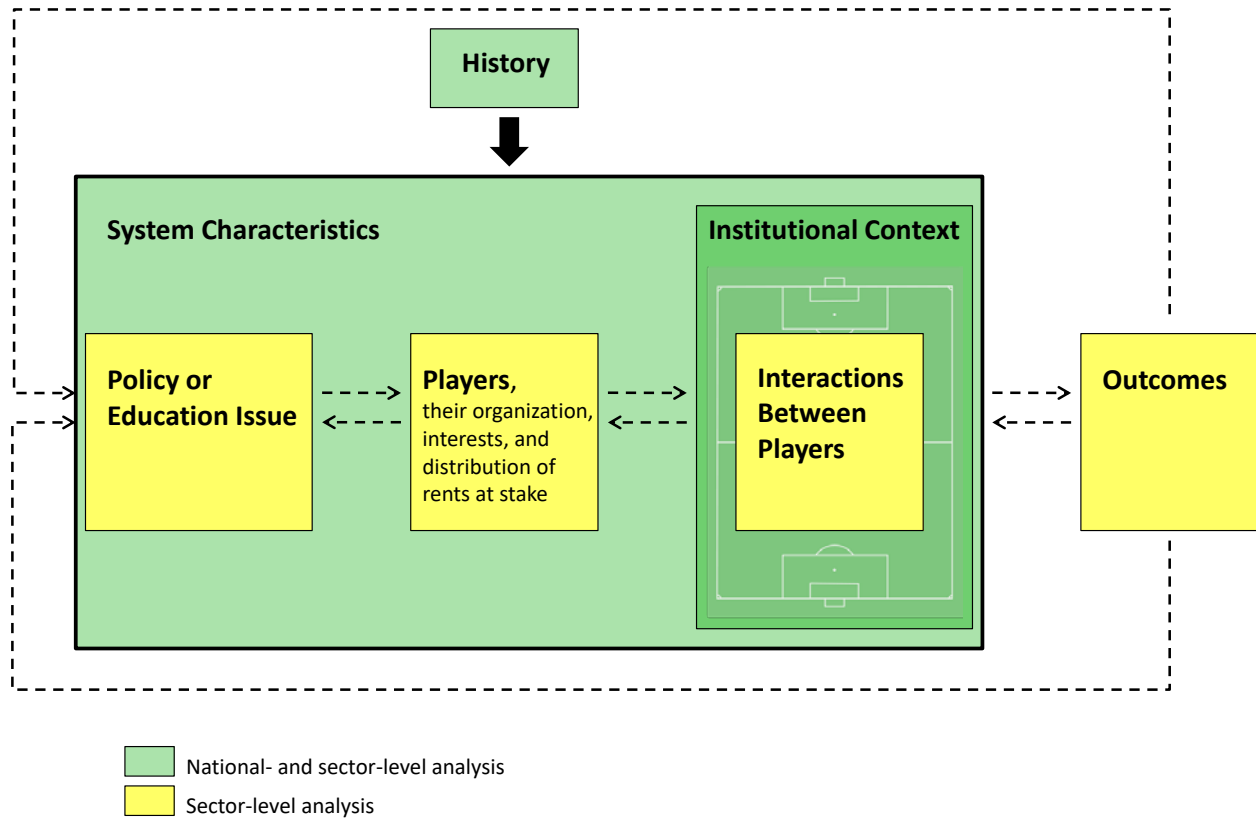 History
System Characteristics
Institutional Context
Policy or
Education Issue
Players,
their organization,
interests, and
distribution of
rents at stake
Interactions
Between
Players
Outcomes
National- and sector-level analysis
Sector-level analysis